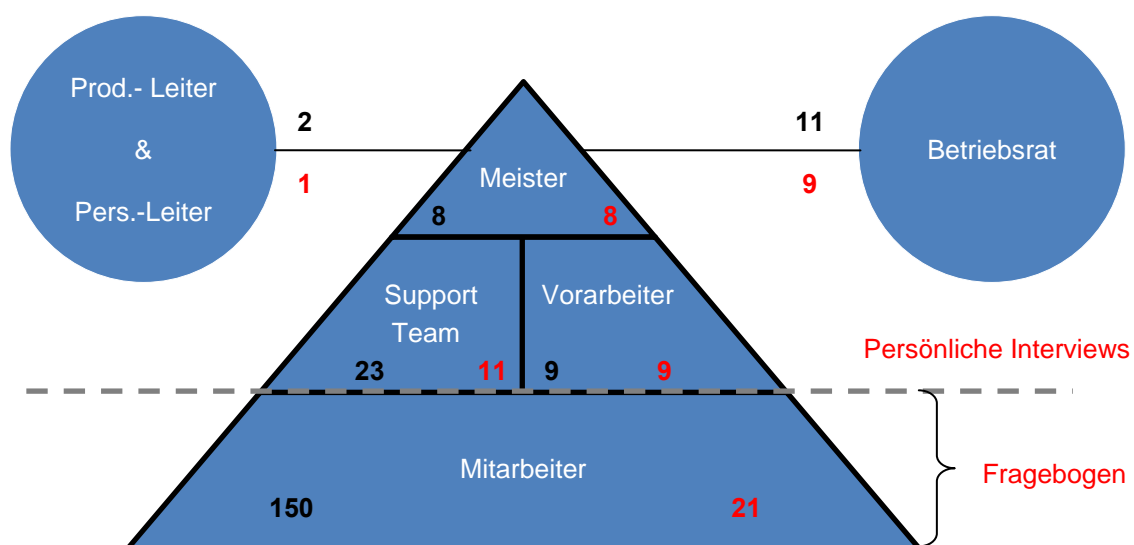 Prod.- Leiter
&
Pers.-Leiter
2
1
11
9
Betriebsrat
Meister
8 8
Support
Team
23 11
Vorarbeiter
9 9
Persönliche Interviews
Mitarbeiter
150 21
Fragebogen